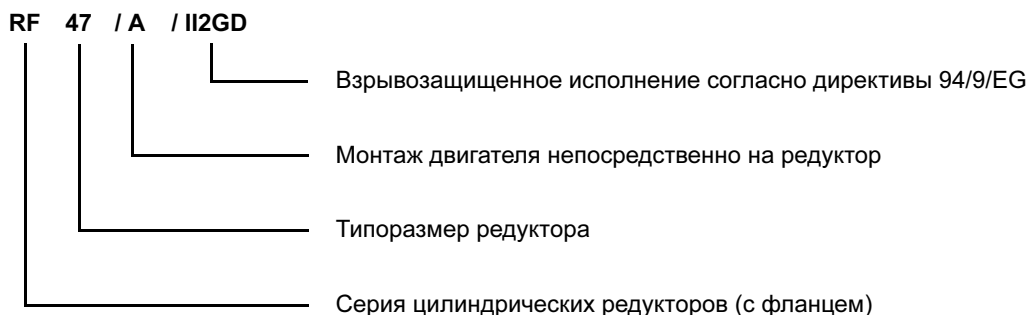 RF 47 / A / II2GD
Взрывозащищенное исполнение согласно директивы 94/9/EG
Монтаж двигателя непосредственно на редуктор
Типоразмер редуктора
Серия цилиндрических редукторов (с фланцем)